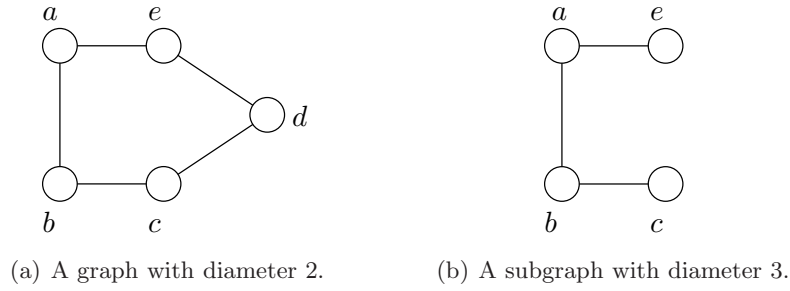 a e
d
b c
(a) A graph with diameter 2.
a e
b c
(b) A subgraph with diameter 3.